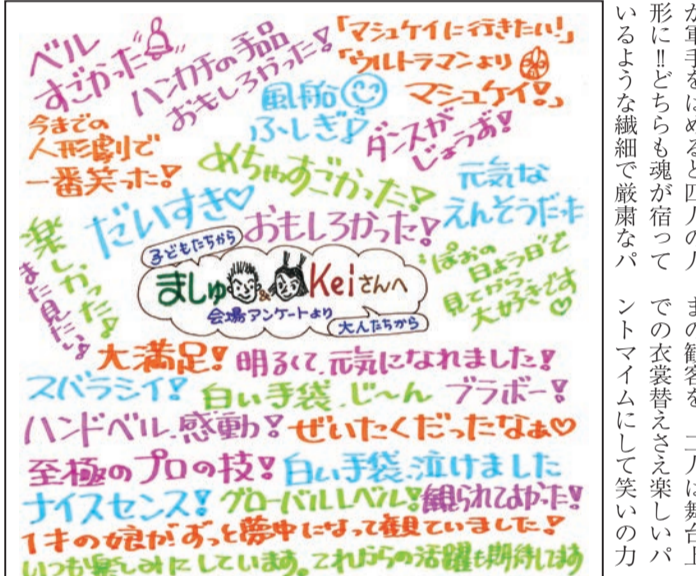 ベル
すごかった
ハンカチの手品
おもしろかった!
「マシュケイに行きたい!」
「ウルトラマンより
マシュケイ!」
風船
ふしぎ♪
ダンスが
じょうず!
今までの
人形劇で
一番笑った!
めちゃすごかった!
元気な
えんそうだった
だいすき♡
おもしろかった!
楽しかった!
また見たい!
子どもたちから
ましゅ&Keiさんへ
会場アンケートより
大人たちから
ぽぉの
日よう日で
見てから
大好きです
♡
大満足!
明るくて、元気になれました!
スバラシイ!
白い手袋、じ〜ん
ブラボー!
ハンドベル、感動!
ぜいたくだったなぁ♡
至極のプロの技!
白い手袋、泣けました
ナイスセンス!
グローバルレベル!
観られてよかった!
1才の娘がずっと夢中になって観ていました!
いつも楽しみにしています。これからの活躍も期待してます
が軍手をはめると四人の人
形に!!どちらも魂が宿って
いるような繊細で厳粛なパ
まの観客を、二人は舞台上
での衣裳替えさえ楽しいパ
ントマイムにして笑いの力